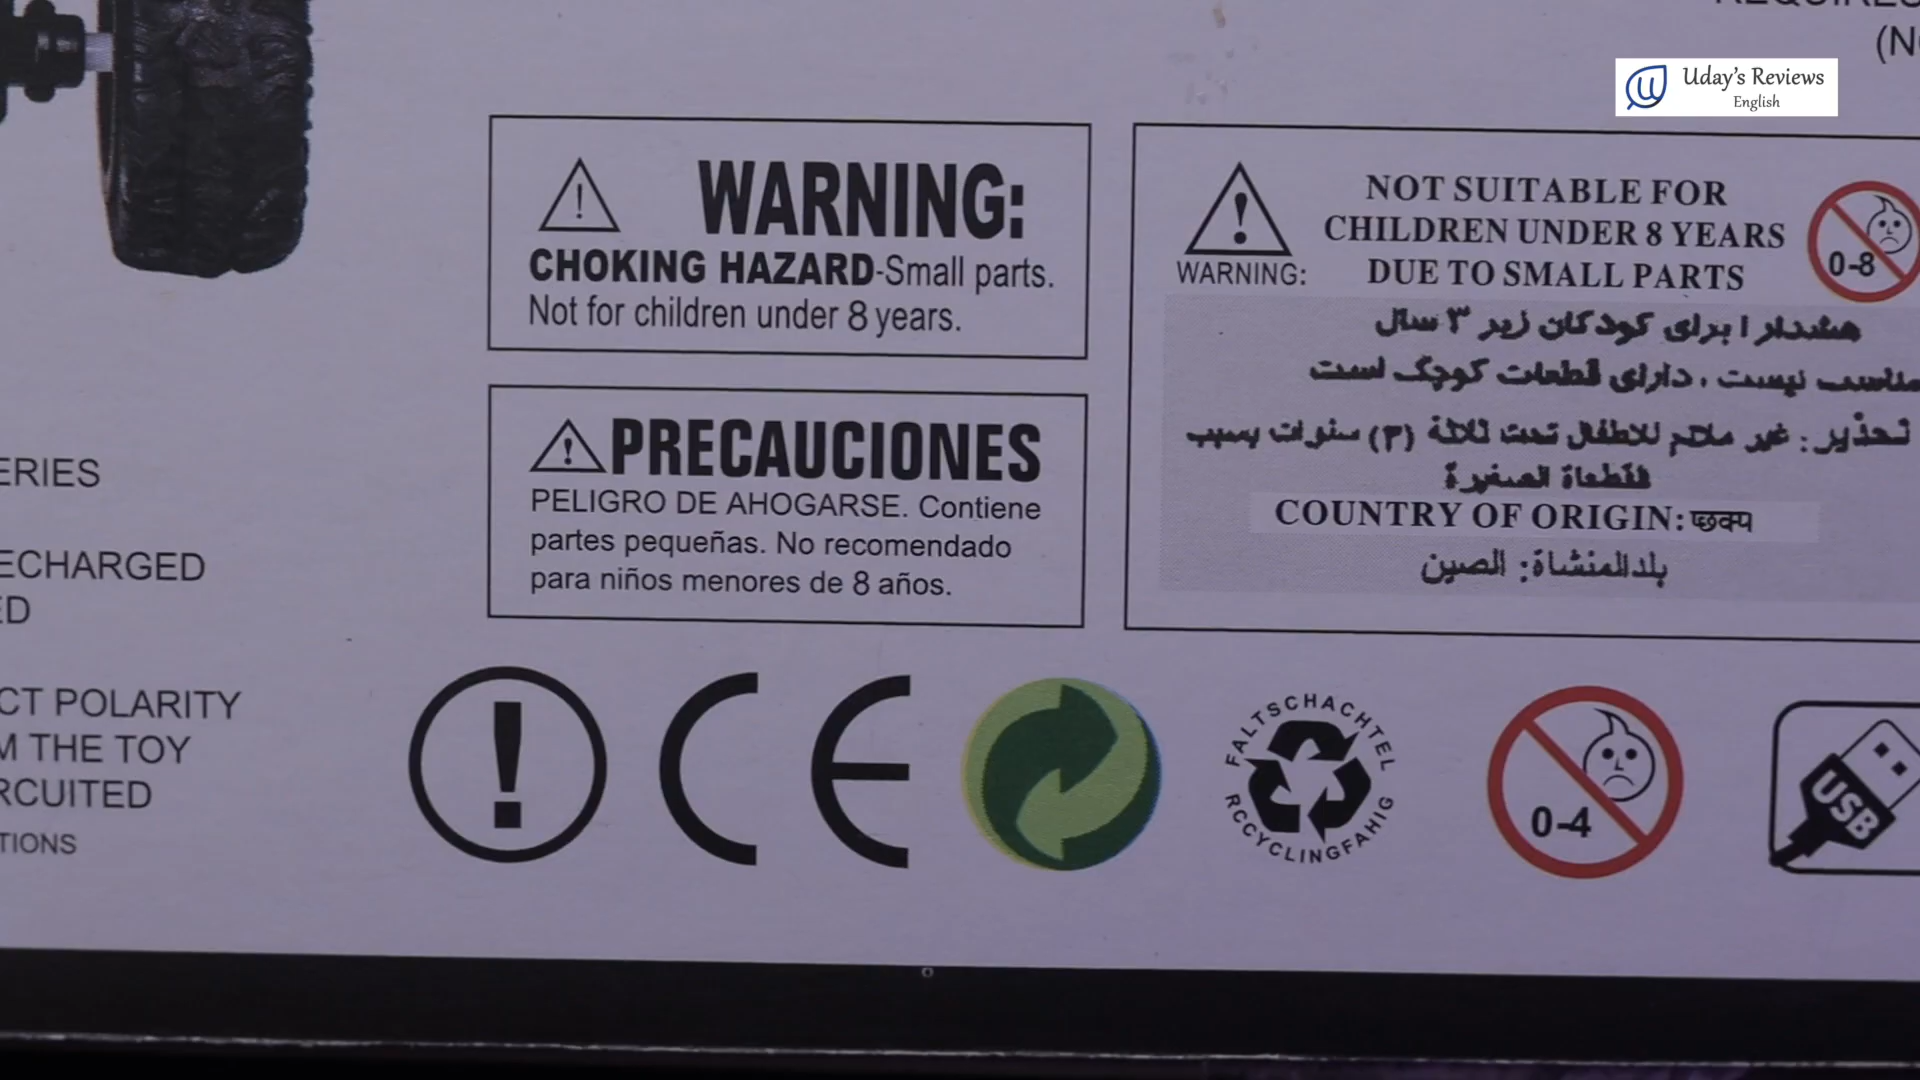 Uday's Reviews
English
⚠ WARNING:
CHOKING HAZARD-Small parts.
Not for children under 8 years.
⚠ PRECAUCIONES
PELIGRO DE AHOGARSE. Contiene
partes pequeñas. No recomendado
para niños menores de 8 años.
NOT SUITABLE FOR
CHILDREN UNDER 8 YEARS
DUE TO SMALL PARTS
WARNING:
0-8
هشدار ! برای کودکان زیر ۳ سال
مناسب نیست ، دارای قطعات کوچک است
تحذير : غير ملائم للاطفال تحت ثلاثة (٣) سنوات بسبب
القطعاة الصغيرة
COUNTRY OF ORIGIN: छक्प
بلدالمنشاة: الصين
ERIES
ECHARGED
ED
CT POLARITY
M THE TOY
RCUITED
TIONS
CE
FALTSCHACHTEL
RCCYCLINGFAHIG
0-4
USB